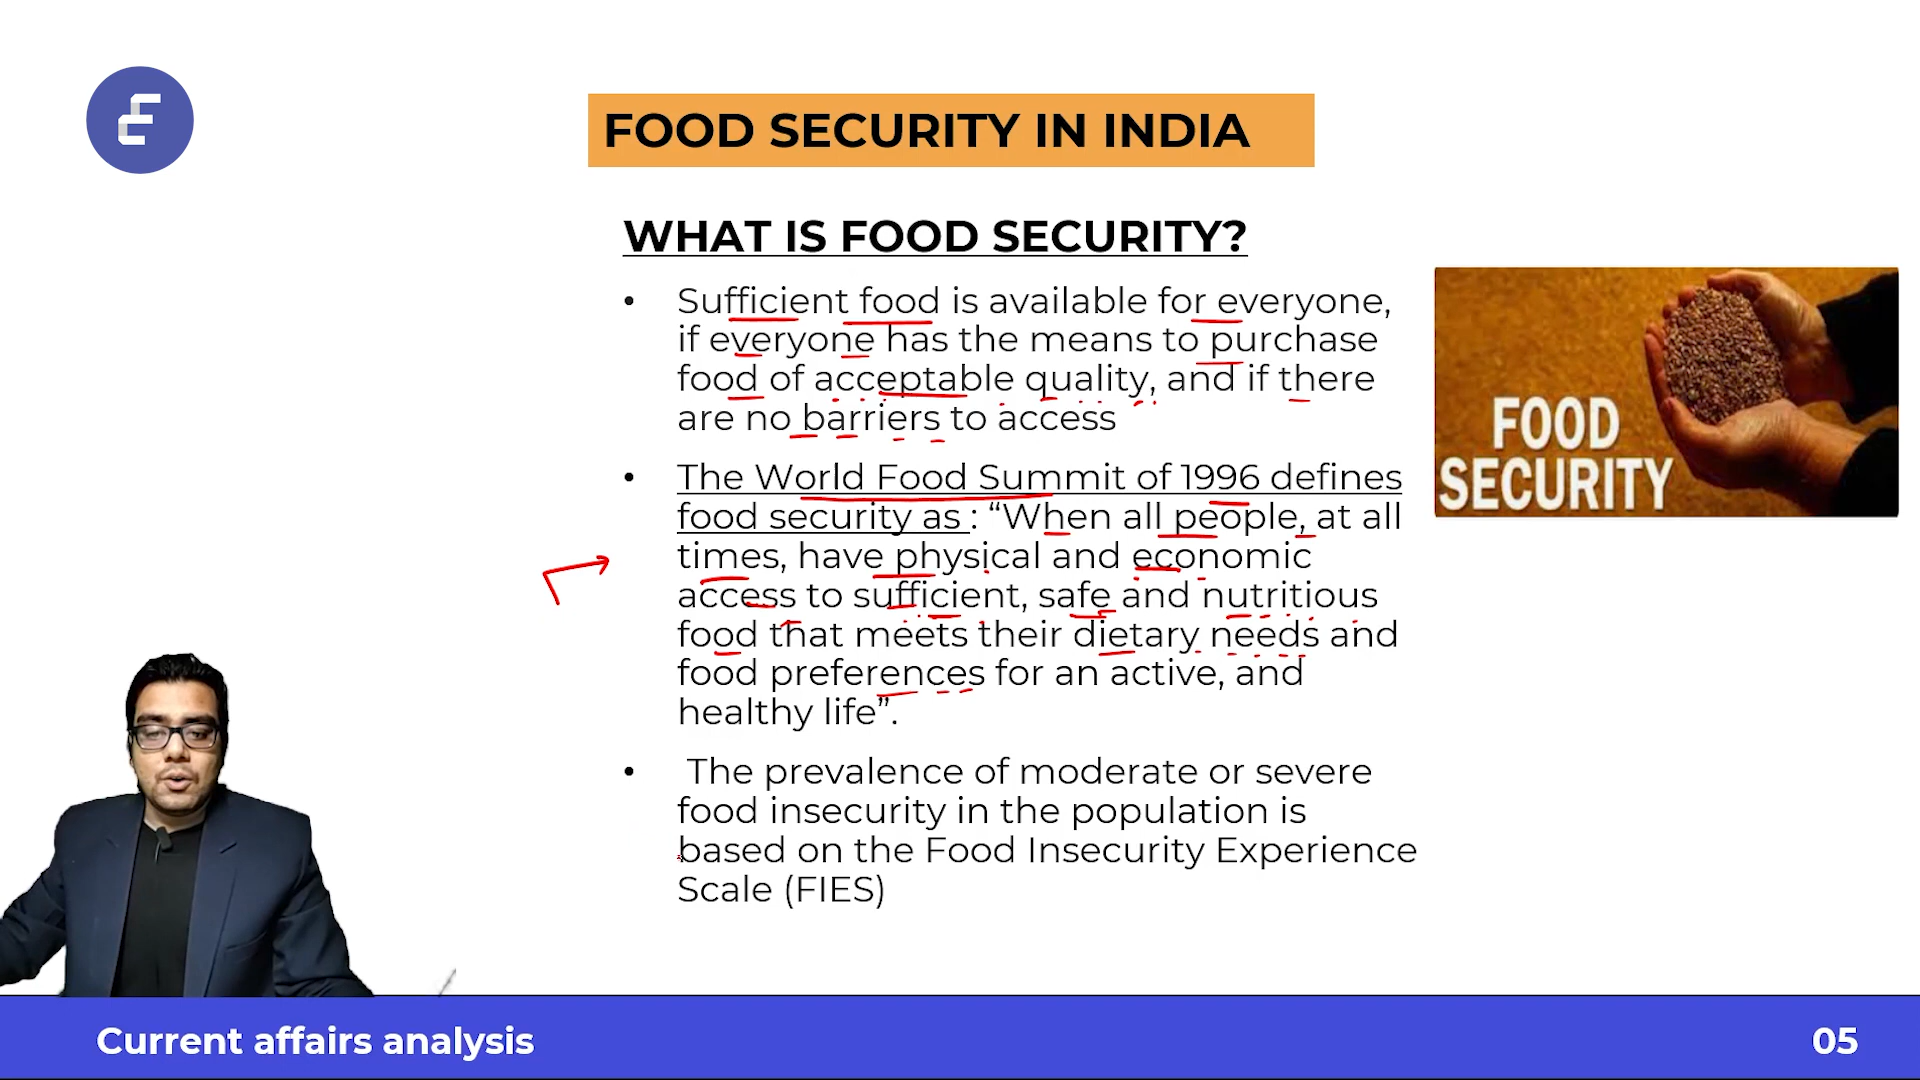 FOOD SECURITY IN INDIA
WHAT IS FOOD SECURITY?
• Sufficient food is available for everyone,
if everyone has the means to purchase
food of acceptable quality, and if there
are no barriers to access
• The World Food Summit of 1996 defines
food security as : “When all people, at all
times, have physical and economic
access to sufficient, safe and nutritious
food that meets their dietary needs and
food preferences for an active, and
healthy life”.
• The prevalence of moderate or severe
food insecurity in the population is
based on the Food Insecurity Experience
Scale (FIES)
FOOD
SECURITY
Current affairs analysis
05